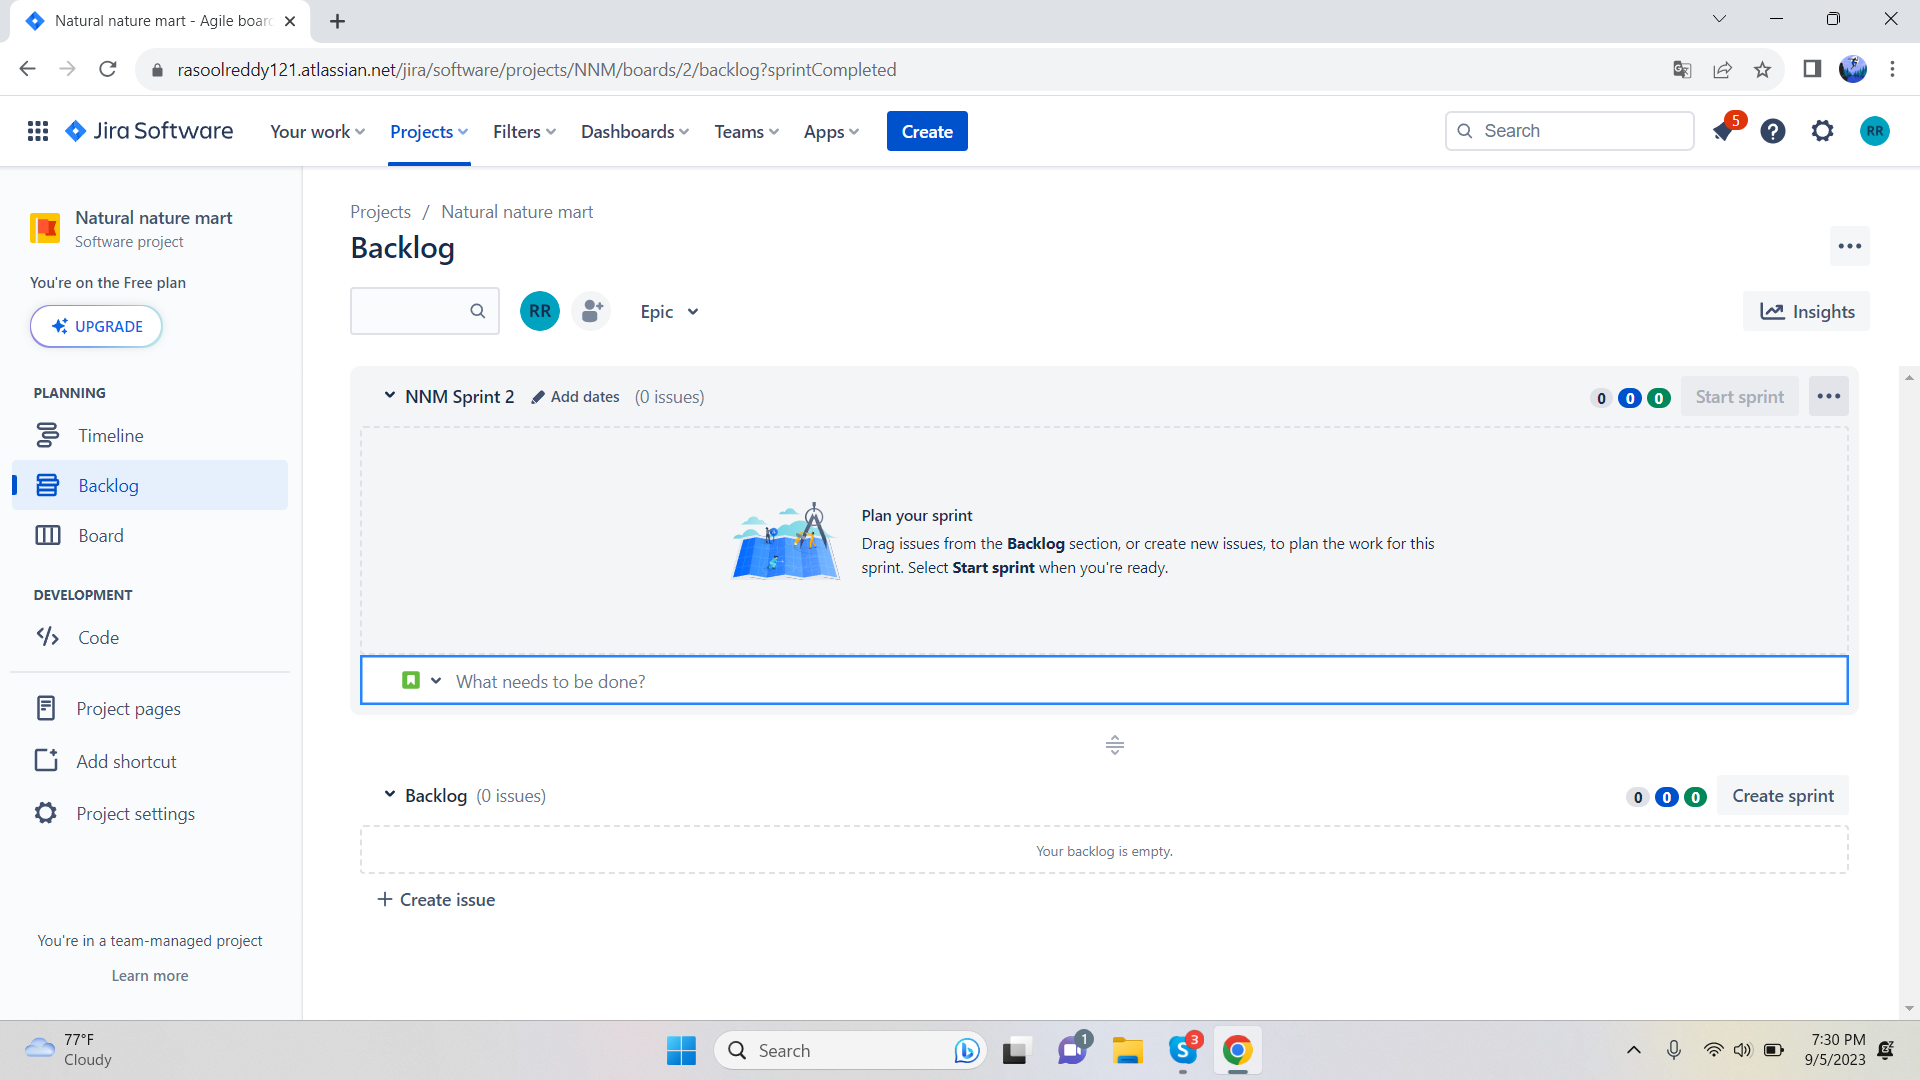 Natural nature mart - Agile boar
rasoolreddy121.atlassian.net/jira/software/projects/NNM/boards/2/backlog?sprintCompleted
Jira Software Your work Projects Filters Dashboards Teams Apps Create Search 5 RR
Natural nature mart
Software project
You're on the Free plan
UPGRADE
PLANNING
Timeline
Backlog
Board
DEVELOPMENT
Code
Project pages
Add shortcut
Project settings
You're in a team-managed project
Learn more
Projects / Natural nature mart
Backlog
RR Epic Insights
NNM Sprint 2 Add dates (0 issues) 0 0 0 Start sprint
Plan your sprint
Drag issues from the Backlog section, or create new issues, to plan the work for this
sprint. Select Start sprint when you're ready.
What needs to be done?
Backlog (0 issues) 0 0 0 Create sprint
Your backlog is empty.
Create issue
77°F
Cloudy
Search
1
S 3
7:30 PM
9/5/2023